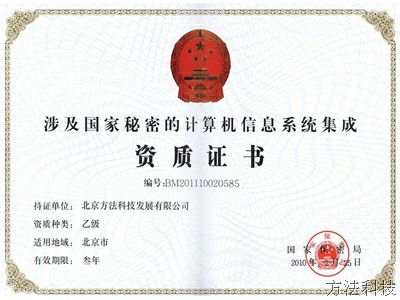 涉及国家秘密的计算机信息系统集成
资质证书
编号:BM201110020585
持证单位: 北京方法科技发展有限公司
资质种类: 乙级
适用地域: 北京市
有效期限: 叁年
国家保密局
2010年 2月25日
方法科技